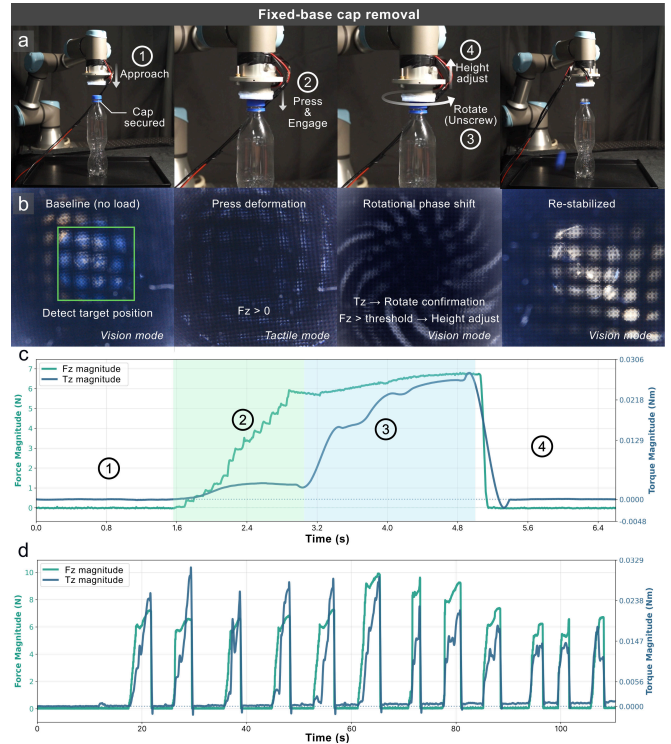 Fixed-base cap removal
a
1
Approach
Cap
secured
2
Press
&
Engage
4
Height
adjust
Rotate
(Unscrew)
3
b
Baseline (no load)
Detect target position
Vision mode
Press deformation
Fz > 0
Tactile mode
Rotational phase shift
Tz → Rotate confirmation
Fz > threshold → Height adjust
Vision mode
Re-stabilized
Vision mode
c
Force Magnitude (N)
7
6
5
4
3
2
1
0
Fz magnitude
Tz magnitude
1
2
3
4
0.0306
0.0218
0.0129
0.0000
-0.0048
Torque Magnitude (Nm)
0.0 0.8 1.6 2.4 3.2 4.0 4.8 5.6 6.4
Time (s)
d
Force Magnitude (N)
10
8
6
4
2
0
Fz magnitude
Tz magnitude
0.0329
0.0238
0.0147
0.0056
0.0000
Torque Magnitude (Nm)
0 20 40 60 80 100
Time (s)